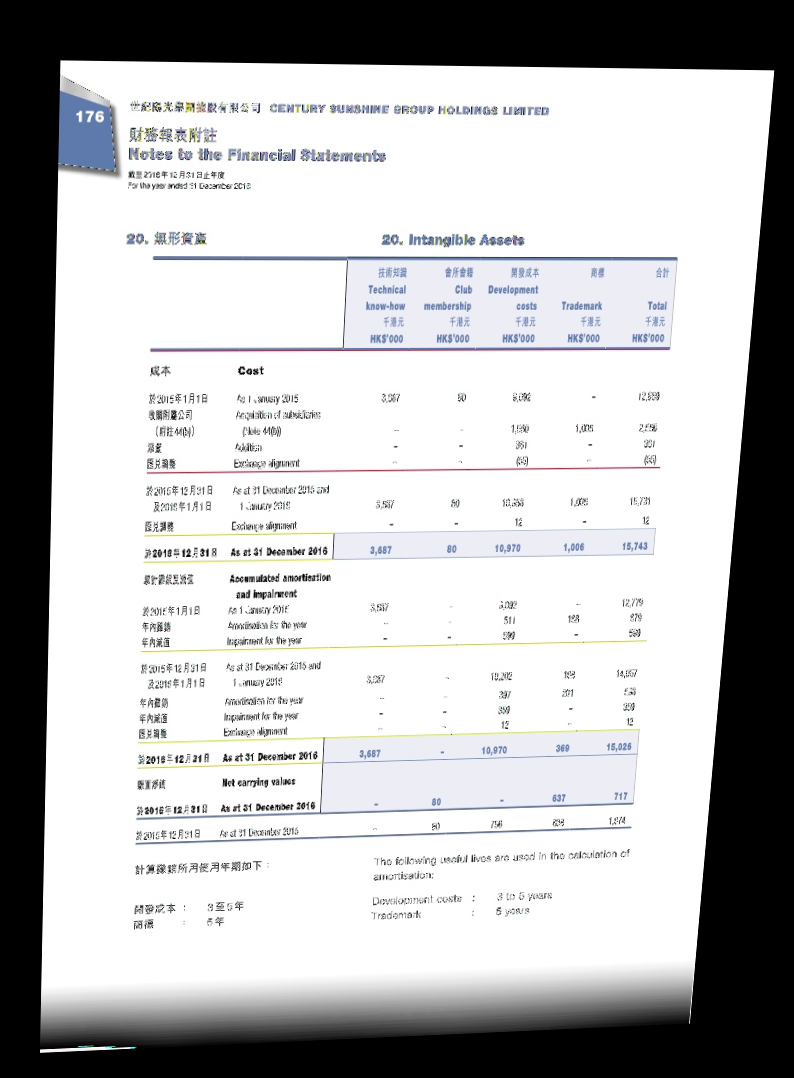 176
世紀陽光集團控股有限公司 CENTURY SUNSHINE GROUP HOLDINGS LIMITED
財務報表附註
Notes to the Financial Statements
截至2016年12月31日止年度
For the year ended 31 December 2016
20. 無形資產 20. Intangible Assets
技術知識 會所會籍 開發成本 商標 合計
Technical Club Development
know-how membership costs Trademark Total
千港元 千港元 千港元 千港元 千港元
HK$'000 HK$'000 HK$'000 HK$'000 HK$'000
成本 Cost
於2015年1月1日 As 1 January 2015 3,687 80 9,092 – 12,859
收購附屬公司 Acquisition of subsidiaries
(附註44(b)) (Note 44(b)) – – 1,006
添置 Addition – – –
匯兌調整 Exchange alignment – – (55) – (55)
於2015年12月31日 As at 31 December 2015 and
及2016年1月1日 1 January 2016 3,687 80 1,006 15,731
匯兌調整 Exchange alignment – – 12 – 12
於2016年12月31日 As at 31 December 2016 3,687 80 10,970 1,006 15,743
累計攤銷及減值 Accumulated amortisation
and impairment
於2015年1月1日 As 1 January 2015 3,687 – 9,092 – 12,779
年內攤銷 Amortisation for the year – – 511 168 679
年內減值 Impairment for the year – – 599 – 599
於2015年12月31日 As at 31 December 2015 and
及2016年1月1日 1 January 2016 3,687 – 10,202 168 14,057
年內攤銷 Amortisation for the year – – 397 201 598
年內減值 Impairment for the year – – 359 – 359
匯兌調整 Exchange alignment – – 12 – 12
於2016年12月31日 As at 31 December 2016 3,687 – 10,970 369 15,026
賬面淨值 Net carrying values
於2016年12月31日 As at 31 December 2016 – 80 – 637 717
於2015年12月31日 As at 31 December 2015 – 80 756 838 1,674
計算攤銷所用使用年期如下： The following useful lives are used in the calculation of
amortisation:
開發成本 ： 3至5年 Development costs : 3 to 5 years
商標 ： 5年 Trademark : 5 years